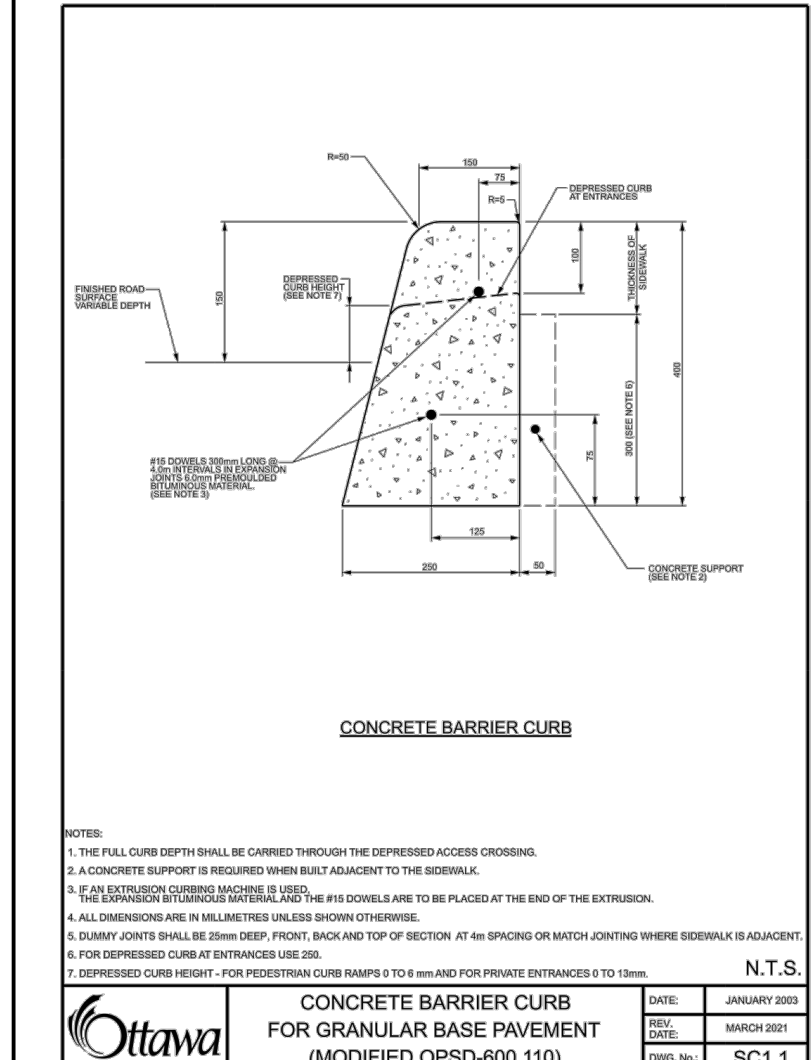 R=50
150
75
R=5
DEPRESSED CURB
AT ENTRANCES
DEPRESSED
CURB HEIGHT
(SEE NOTE 7)
FINISHED ROAD
SURFACE
VARIABLE DEPTH
150
100
THICKNESS OF
SIDEWALK
400
300 (SEE NOTE 6)
75
#15 DOWELS 300mm LONG @
4.0m INTERVALS IN EXPANSION
JOINTS 6.0mm PREMOULDED
BITUMINOUS MATERIAL.
(SEE NOTE 3)
125
250
50
CONCRETE SUPPORT
(SEE NOTE 2)
CONCRETE BARRIER CURB
NOTES:
1. THE FULL CURB DEPTH SHALL BE CARRIED THROUGH THE DEPRESSED ACCESS CROSSING.
2. A CONCRETE SUPPORT IS REQUIRED WHEN BUILT ADJACENT TO THE SIDEWALK.
3. IF AN EXTRUSION CURBING MACHINE IS USED,
THE EXPANSION BITUMINOUS MATERIAL AND THE #15 DOWELS ARE TO BE PLACED AT THE END OF THE EXTRUSION.
4. ALL DIMENSIONS ARE IN MILLIMETRES UNLESS SHOWN OTHERWISE.
5. DUMMY JOINTS SHALL BE 25mm DEEP, FRONT, BACK AND TOP OF SECTION AT 4m SPACING OR MATCH JOINTING WHERE SIDEWALK IS ADJACENT.
6. FOR DEPRESSED CURB AT ENTRANCES USE 250.
7. DEPRESSED CURB HEIGHT - FOR PEDESTRIAN CURB RAMPS 0 TO 6 mm AND FOR PRIVATE ENTRANCES 0 TO 13mm.
N.T.S.
Ottawa
CONCRETE BARRIER CURB
FOR GRANULAR BASE PAVEMENT
(MODIFIED OPSD-600.110)
DATE: JANUARY 2003
REV.
DATE: MARCH 2021
DWG. No.: SC1.1